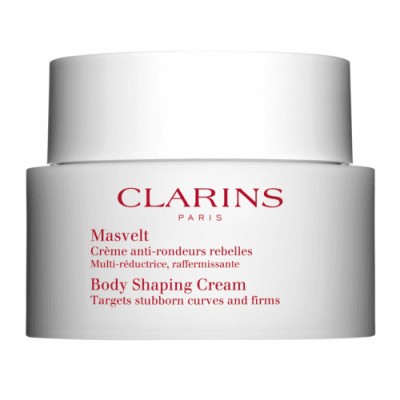 CLARINS
PARIS
Masvelt
Crème anti-rondeurs rebelles
Multi-réductrice, raffermissante
Body Shaping Cream
Targets stubborn curves and firms